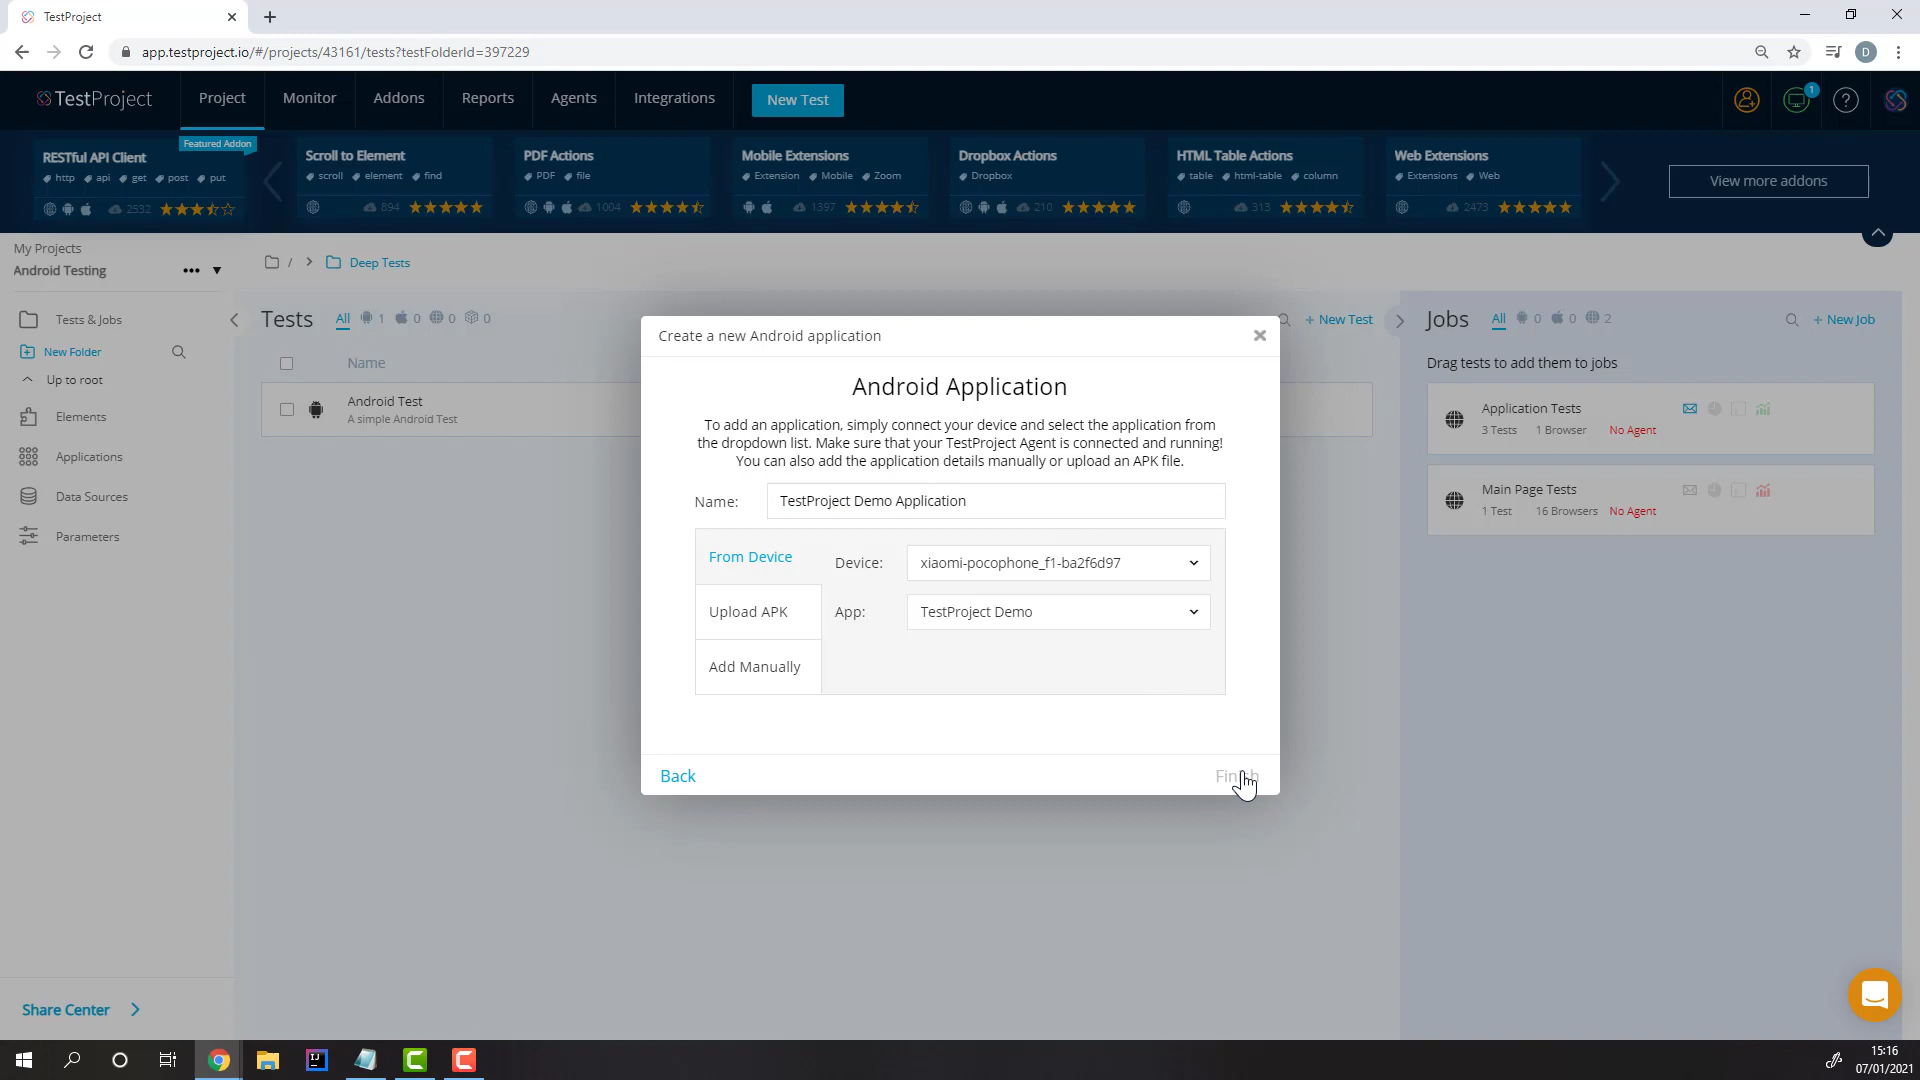 TestProject
app.testproject.io/#/projects/43161/tests?testFolderId=397229
D
TestProject
Project
Monitor
Addons
Reports
Agents
Integrations
New Test
1
Featured Addon
RESTful API Client
http api get post put
2532
Scroll to Element
scroll element find
894
PDF Actions
PDF file
1004
Mobile Extensions
Extension Mobile Zoom
1397
Dropbox Actions
Dropbox
210
HTML Table Actions
table html-table column
313
Web Extensions
Extensions Web
2473
View more addons
My Projects
Android Testing
Tests & Jobs
New Folder
Up to root
Elements
Applications
Data Sources
Parameters
Share Center
/ > Deep Tests
Tests
All 1 0 0 0
+ New Test
Name
Android Test
A simple Android Test
Create a new Android application
Android Application
To add an application, simply connect your device and select the application from
the dropdown list. Make sure that your TestProject Agent is connected and running!
You can also add the application details manually or upload an APK file.
Name: TestProject Demo Application
From Device
Upload APK
Add Manually
Device: xiaomi-pocophone_f1-ba2f6d97
App: TestProject Demo
Back
Finish
Jobs
All 0 0 2
+ New Job
Drag tests to add them to jobs
Application Tests
3 Tests 1 Browser No Agent
Main Page Tests
1 Test 16 Browsers No Agent
15:16
07/01/2021